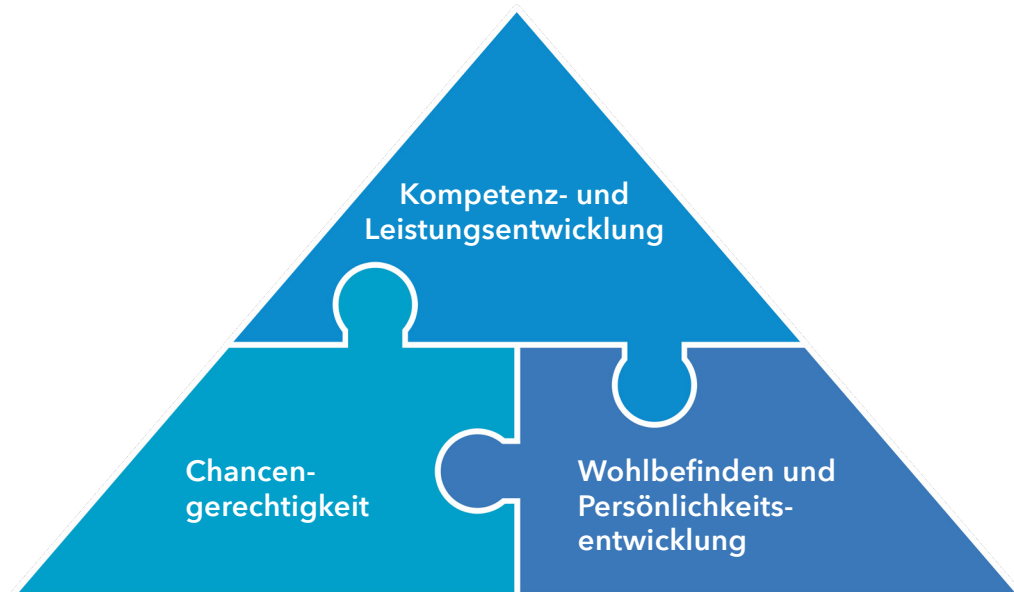 Kompetenz- und
Leistungsentwicklung
Chancen-
gerechtigkeit
Wohlbefinden und
Persönlichkeits-
entwicklung